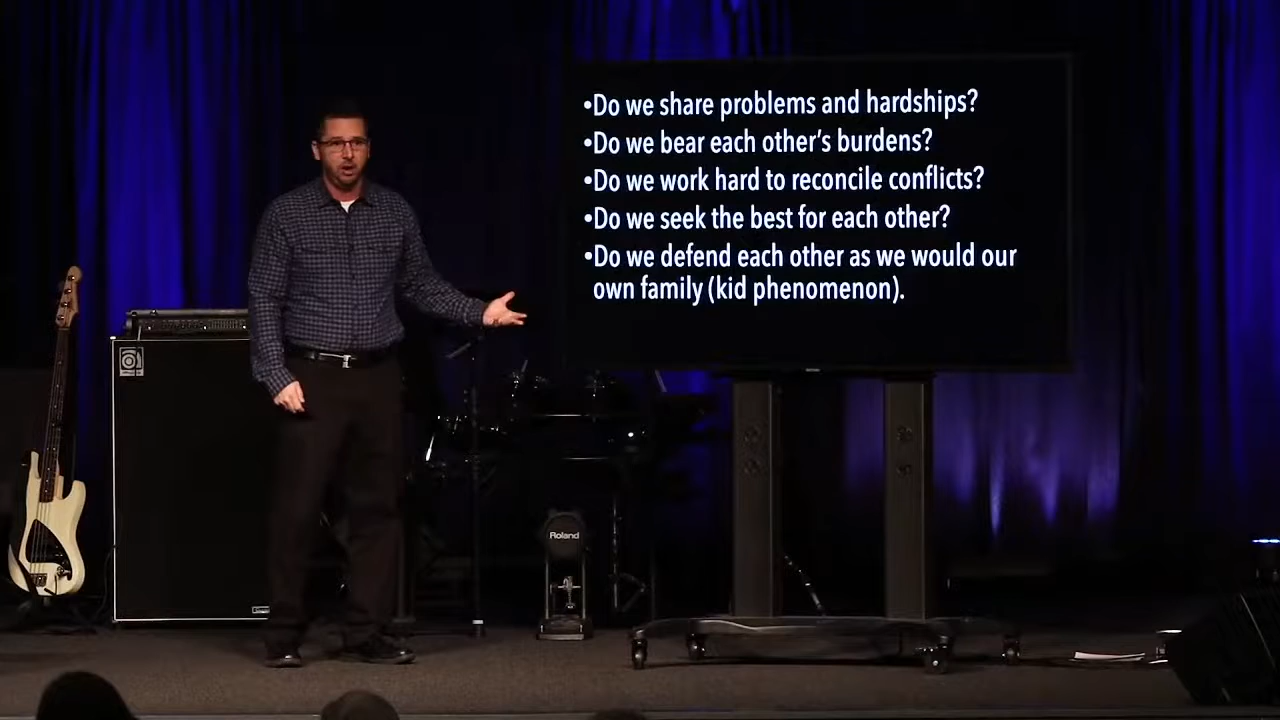 •Do we share problems and hardships?
•Do we bear each other's burdens?
•Do we work hard to reconcile conflicts?
•Do we seek the best for each other?
•Do we defend each other as we would our
own family (kid phenomenon).
Roland